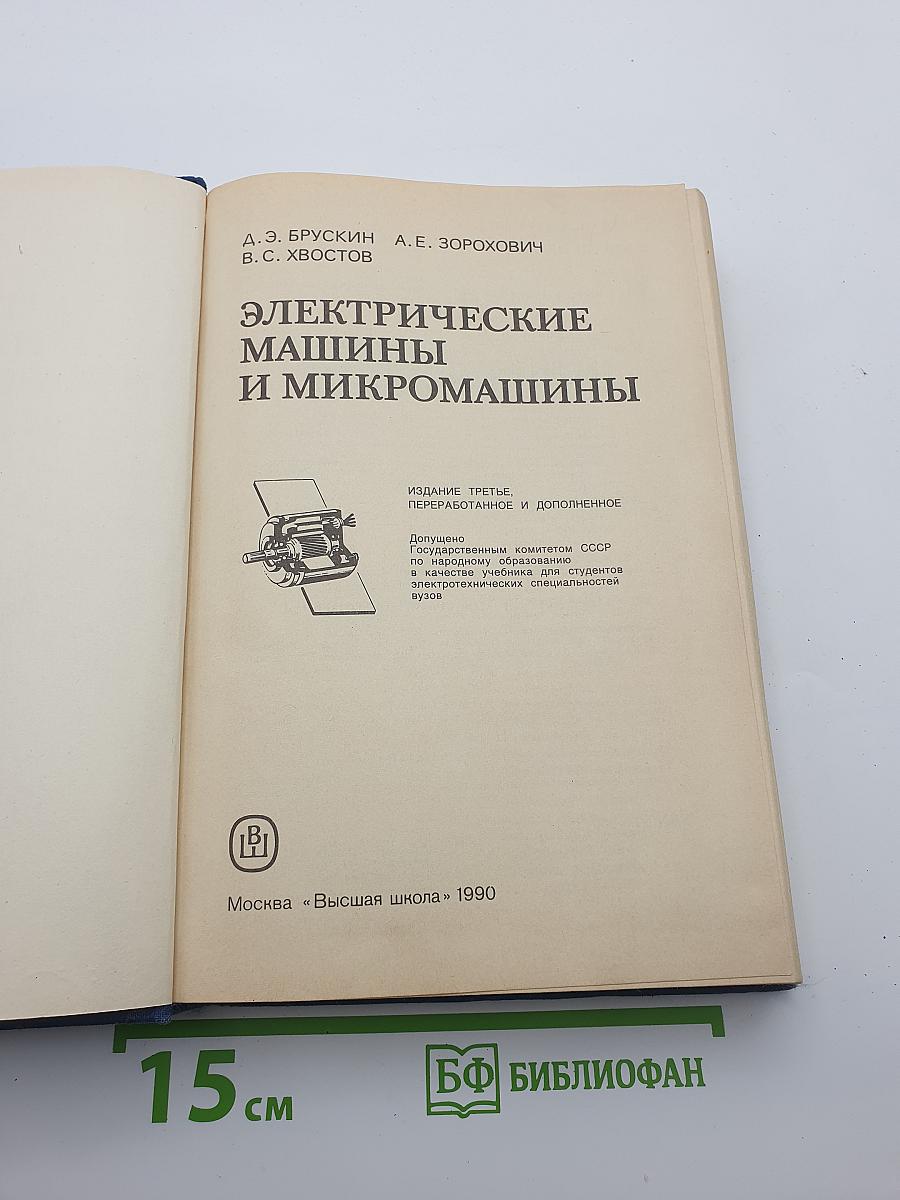 Д.Э. БРУСКИН А.Е. ЗОРОХОВИЧ
В.С. ХВОСТОВ
ЭЛЕКТРИЧЕСКИЕ
МАШИНЫ
И МИКРОМАШИНЫ
ИЗДАНИЕ ТРЕТЬЕ,
ПЕРЕРАБОТАННОЕ И ДОПОЛНЕННОЕ
Допущено
Государственным комитетом СССР
по народному образованию
в качестве учебника для студентов
электротехнических специальностей
вузов
ВШ
Москва «Высшая школа» 1990
15 см
БФ БИБЛИОФАН